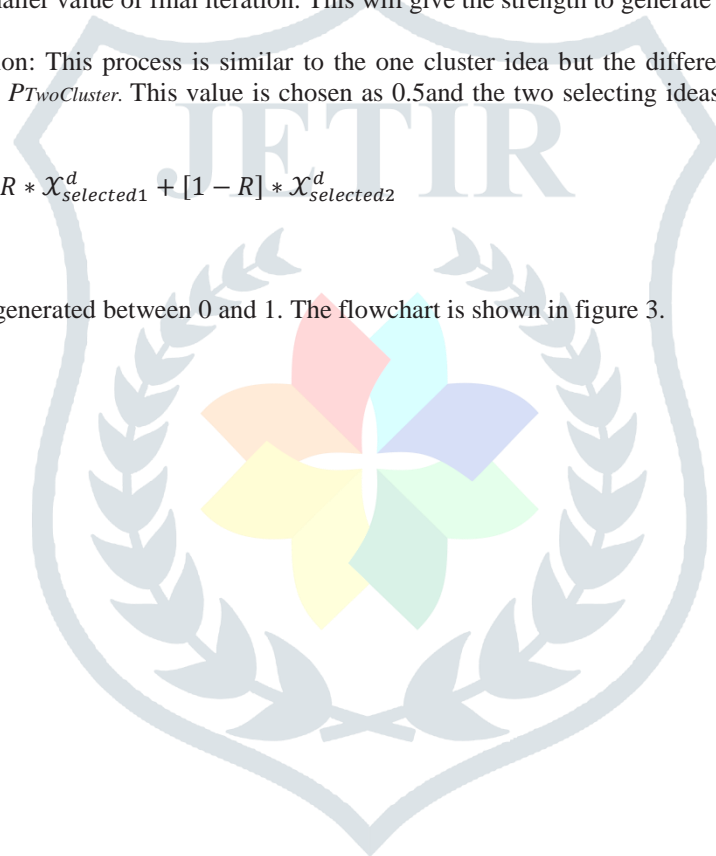 aller value of final iteration. This will give the strength to generate
ion: This process is similar to the one cluster idea but the differe
PTwoCluster. This value is chosen as 0.5and the two selecting ideas
JETIR
R ∗ 𝒳^d_selected1 + [1 − R] ∗ 𝒳^d_selected2
generated between 0 and 1. The flowchart is shown in figure 3.